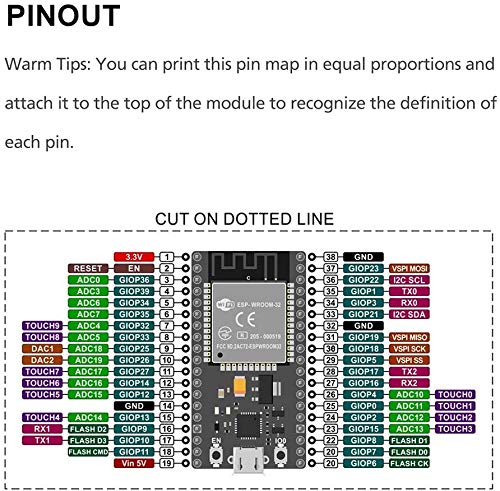 PINOUT
Warm Tips: You can print this pin map in equal proportions and
attach it to the top of the module to recognize the definition of
each pin.
CUT ON DOTTED LINE
3.3V 1
RESET EN 2
ADC0 GIOP36 3
ADC3 GIOP39 4
ADC6 GIOP34 5
ADC7 GIOP35 6
TOUCH9 ADC4 GIOP32 7
TOUCH8 ADC5 GIOP33 8
DAC1 ADC18 GIOP25 9
DAC2 ADC19 GIOP26 10
TOUCH7 ADC17 GIOP27 11
TOUCH6 ADC16 GIOP14 12
TOUCH5 ADC15 GIOP12 13
GND 14
TOUCH4 ADC14 GIOP13 15
RX1 FLASH D2 GIOP9 16
TX1 FLASH D3 GIOP10 17
FLASH CMD GIOP11 18
Vin 5V 19
ESP-WROOM-32
Wi Fi
CE
R 205-000519
FCC ID:2AC7Z-ESPWROOM32
EN
IO0
38 GND
37 GIOP23 VSPI MOSI
36 GIOP22 I2C SCL
35 GIOP1 TX0
34 GIOP3 RX0
33 GIOP21 I2C SDA
32 GND
31 GIOP19 VSPI MISO
30 GIOP18 VSPI SCK
29 GIOP5 VSPI SS
28 GIOP17 TX2
27 GIOP16 RX2
26 GIOP4 ADC10 TOUCH0
25 GIOP0 ADC11 TOUCH1
24 GIOP2 ADC12 TOUCH2
23 GIOP15 ADC13 TOUCH3
22 GIOP8 FLASH D1
21 GIOP7 FLASH D0
20 GIOP6 FLASH CK